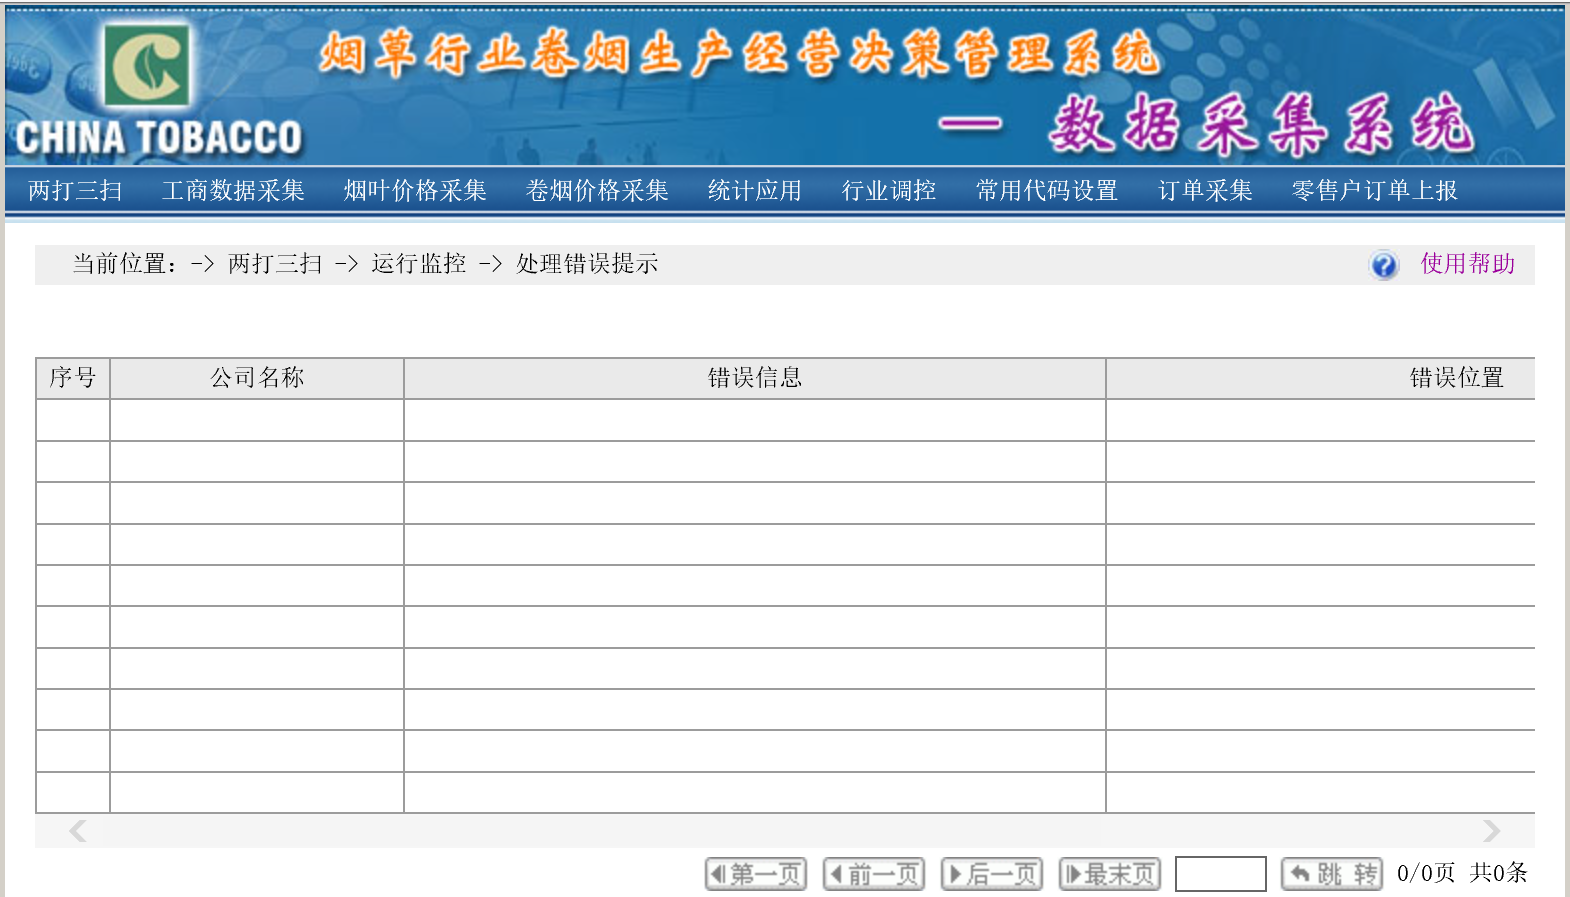 烟草行业卷烟生产经营决策管理系统
— 数据采集系统
CHINA TOBACCO
两打三扫 工商数据采集 烟叶价格采集 卷烟价格采集 统计应用 行业调控 常用代码设置 订单采集 零售户订单上报
当前位置：-> 两打三扫 -> 运行监控 -> 处理错误提示 使用帮助
序号 公司名称 错误信息 错误位置
第一页 前一页 后一页 最末页 跳 转 0/0页 共0条